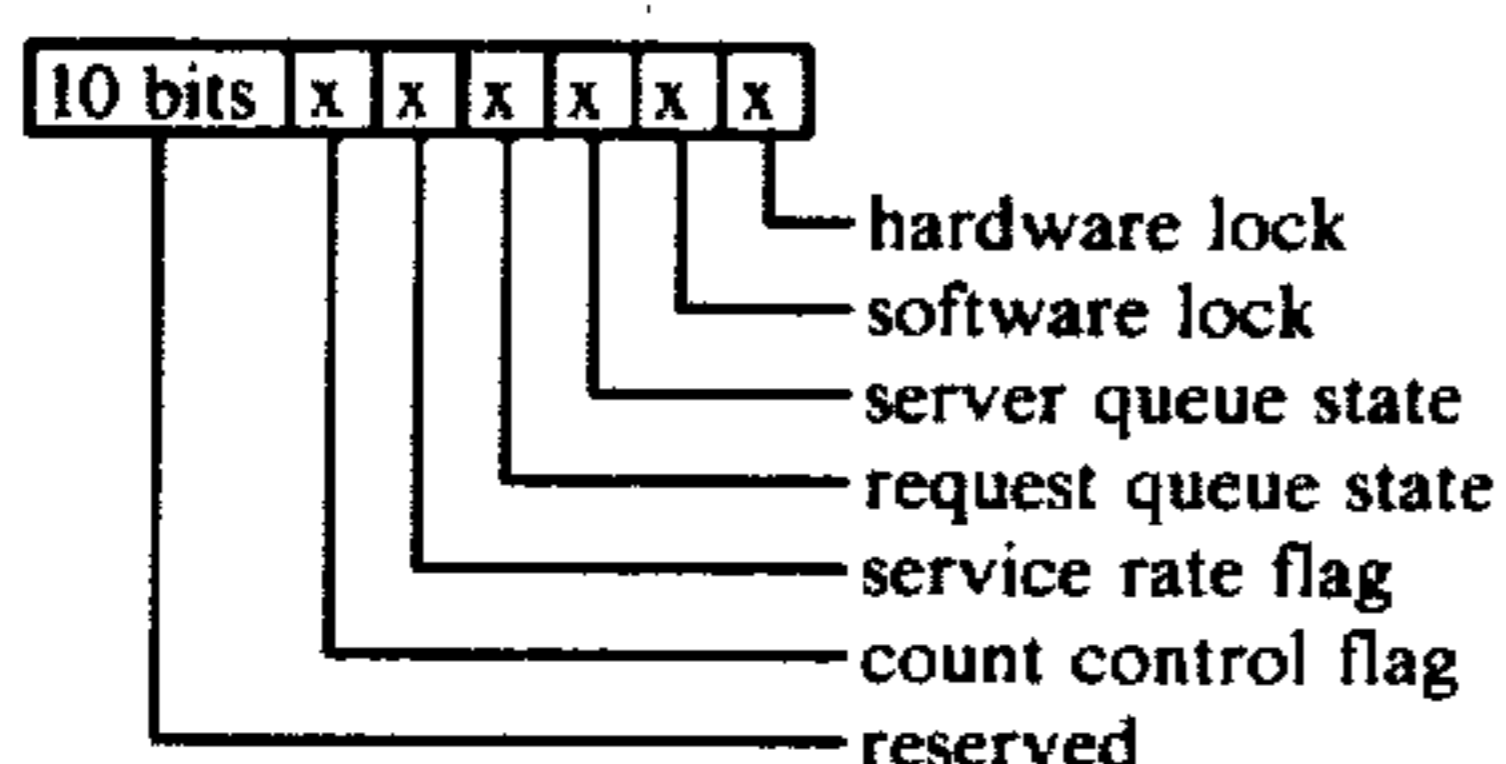 10 bits x x x x x x
hardware lock
software lock
server queue state
request queue state
service rate flag
count control flag
reserved